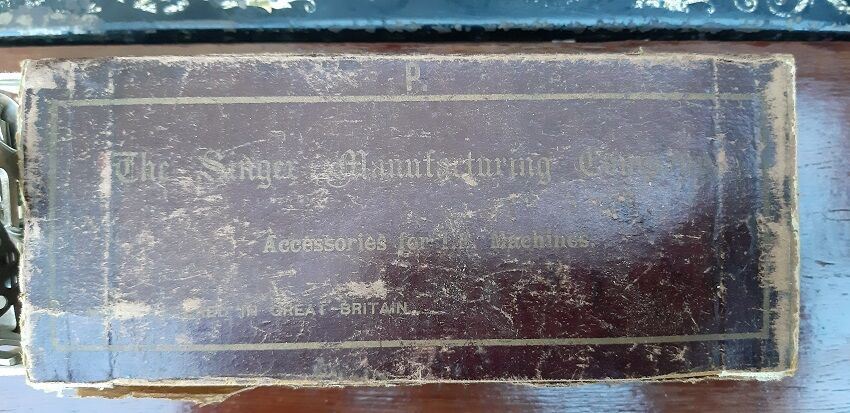 P.
The Singer Manufacturing
Accessories for Machines.
IN GREAT BRITAIN